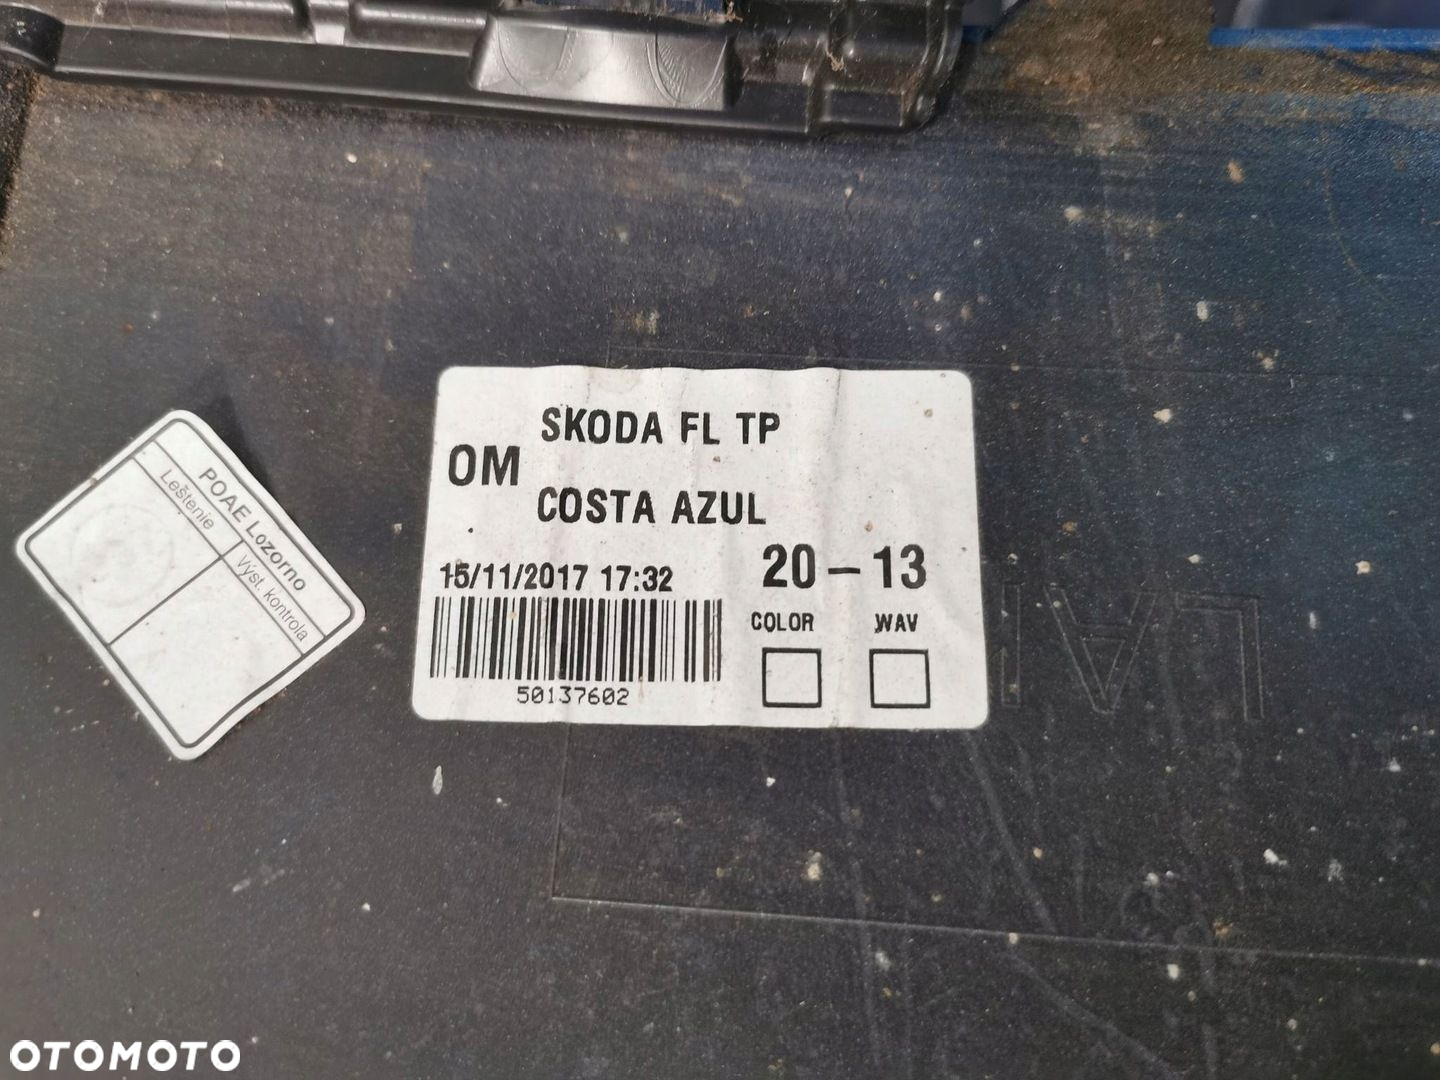 SKODA FL TP
OM
COSTA AZUL
15/11/2017 17:32
20 – 13
COLOR WAV
50137602
POAE Lozorno
Leštenie
Výst. kontrola
OTOMOTO